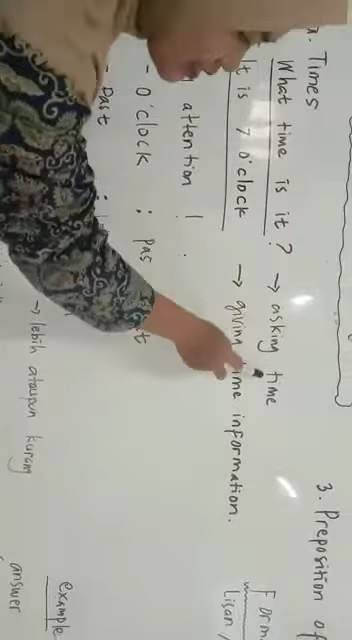 Times
What time is it? → asking time
It is 7 o'clock → giving time information.
attention !
- O'clock : pas
- Past :
→ lebih ataupun kurang
3. Preposition of
Lisan
example
answer